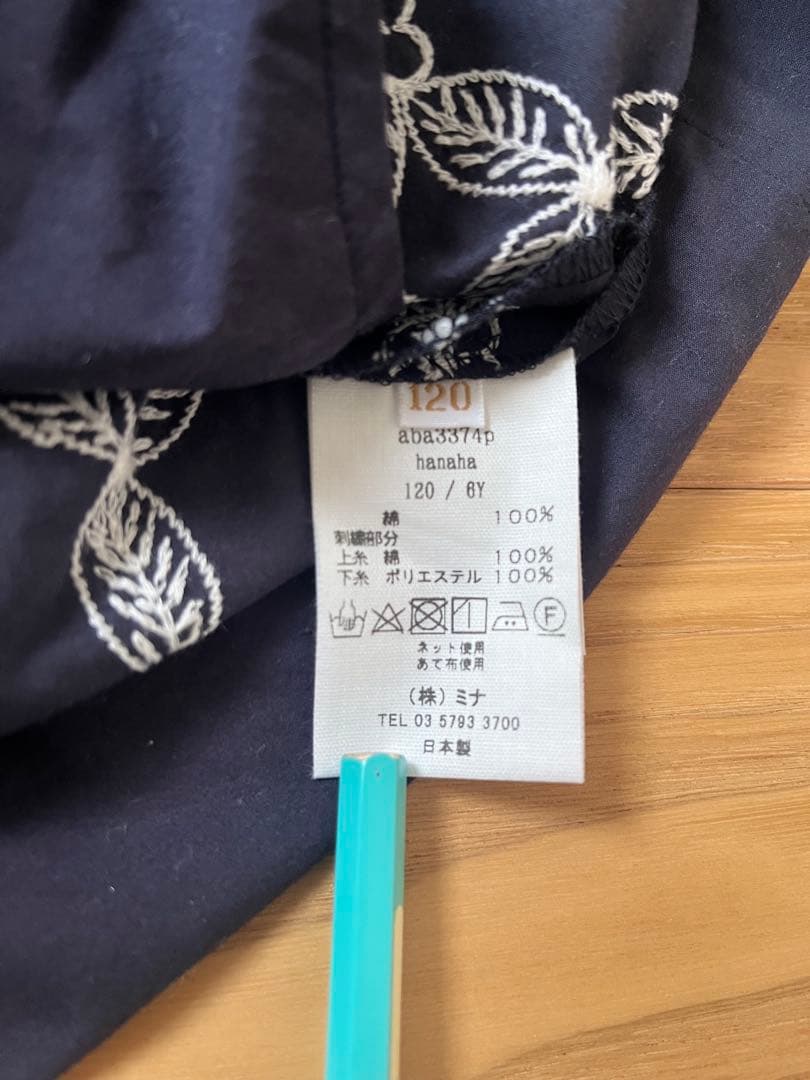 120
aba3374p
hanaha
120 / 6Y
綿 100%
刺繍部分
上糸 綿 100%
下糸 ポリエステル 100%
F
ネット使用
あて布使用
(株) ミナ
TEL 03 5793 3700
日本製